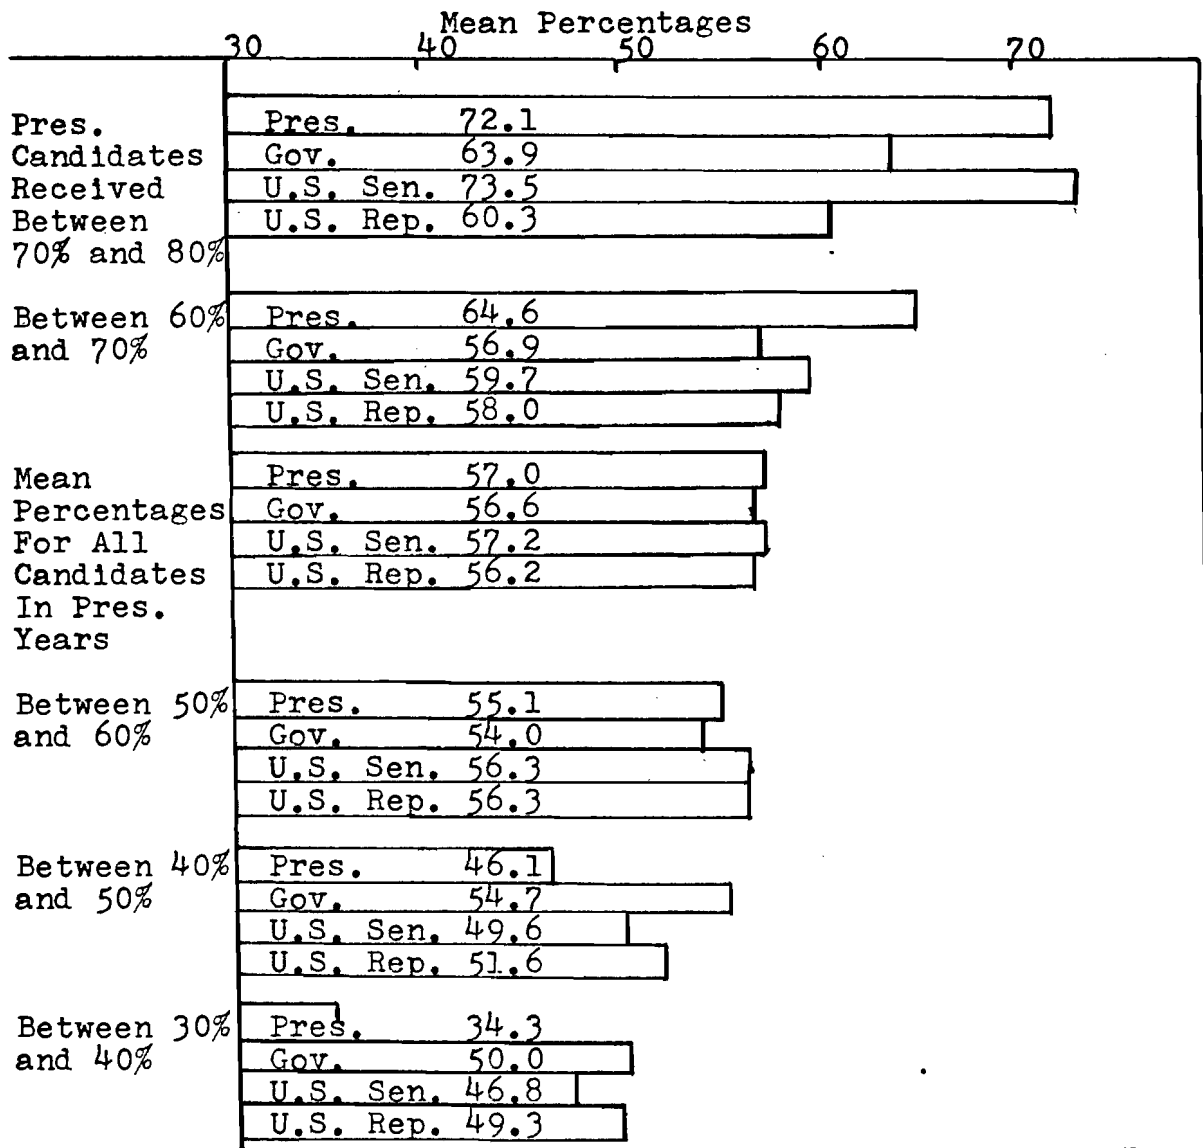 Mean Percentages
30 40 50 60 70
Pres. Pres. 72.1
Candidates Gov. 63.9
Received U.S. Sen. 73.5
Between U.S. Rep. 60.3
70% and 80%
Between 60% Pres. 64.6
and 70% Gov. 56.9
U.S. Sen. 59.7
U.S. Rep. 58.0
Mean Pres. 57.0
Percentages Gov. 56.6
For All U.S. Sen. 57.2
Candidates U.S. Rep. 56.2
In Pres.
Years
Between 50% Pres. 55.1
and 60% Gov. 54.0
U.S. Sen. 56.3
U.S. Rep. 56.3
Between 40% Pres. 46.1
and 50% Gov. 54.7
U.S. Sen. 49.6
U.S. Rep. 51.6
Between 30% Pres. 34.3
and 40% Gov. 50.0
U.S. Sen. 46.8
U.S. Rep. 49.3